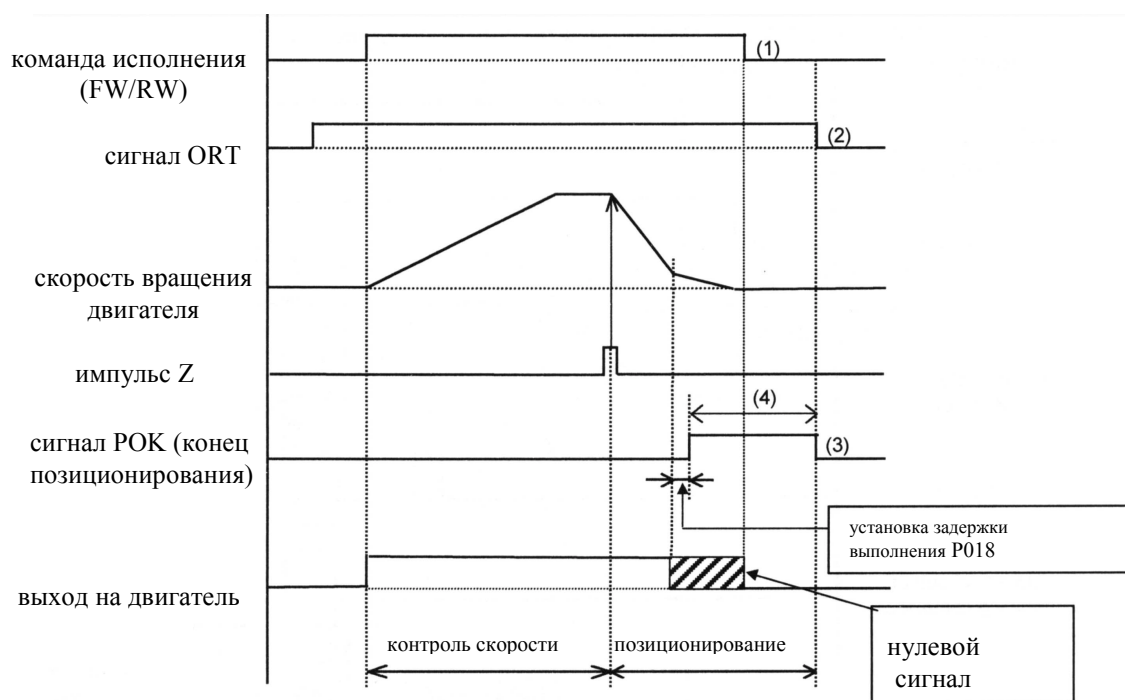 команда исполнения
(FW/RW)
(1)
сигнал ORT
(2)
скорость вращения
двигателя
импульс Z
(4)
сигнал POK (конец
позиционирования)
(3)
установка задержки
выполнения P018
выход на двигатель
контроль скорости
позиционирование
нулевой
сигнал